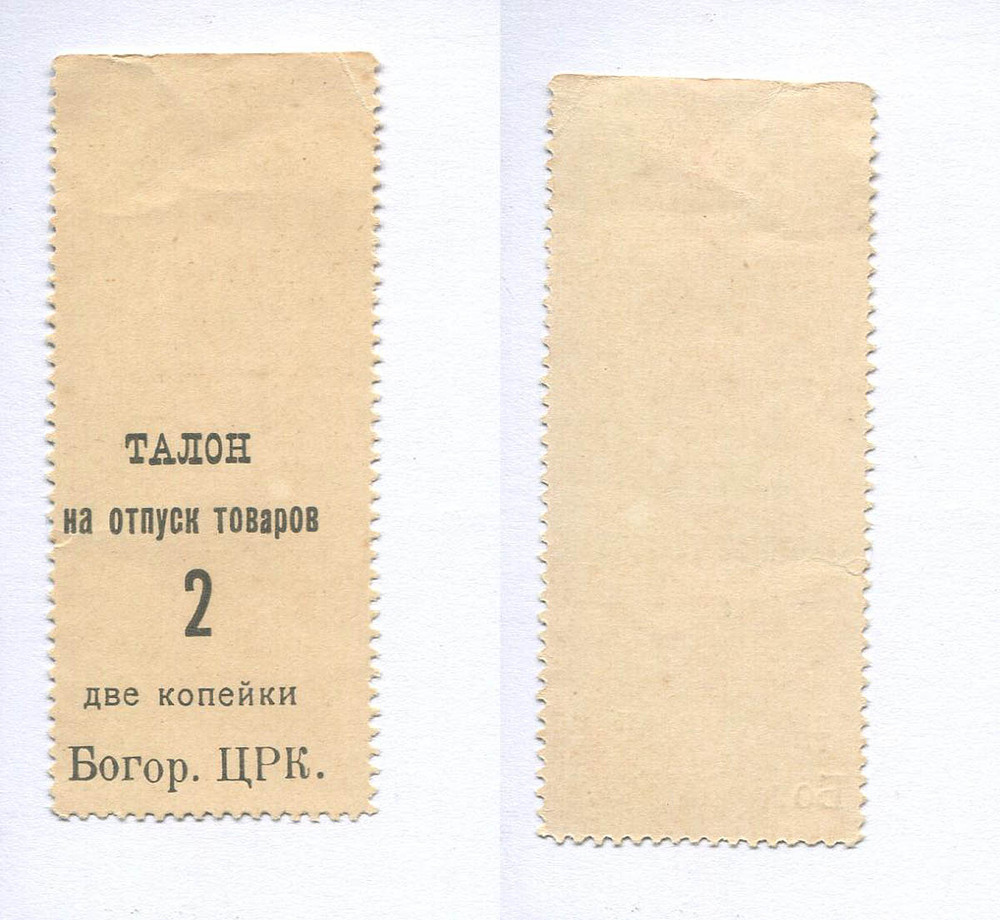 ТАЛОН
на отпуск товаров
2
две копейки
Богор. ЦРК.